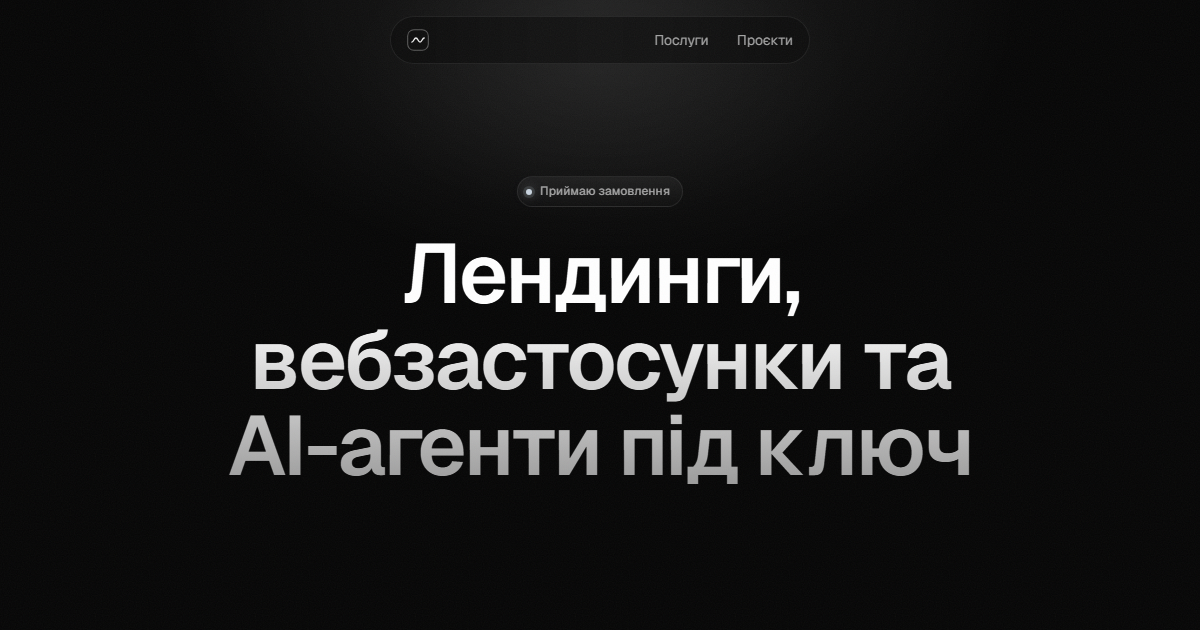 Послуги Проєкти
Приймаю замовлення
Лендинги,
вебзастосунки та
AI-агенти під ключ